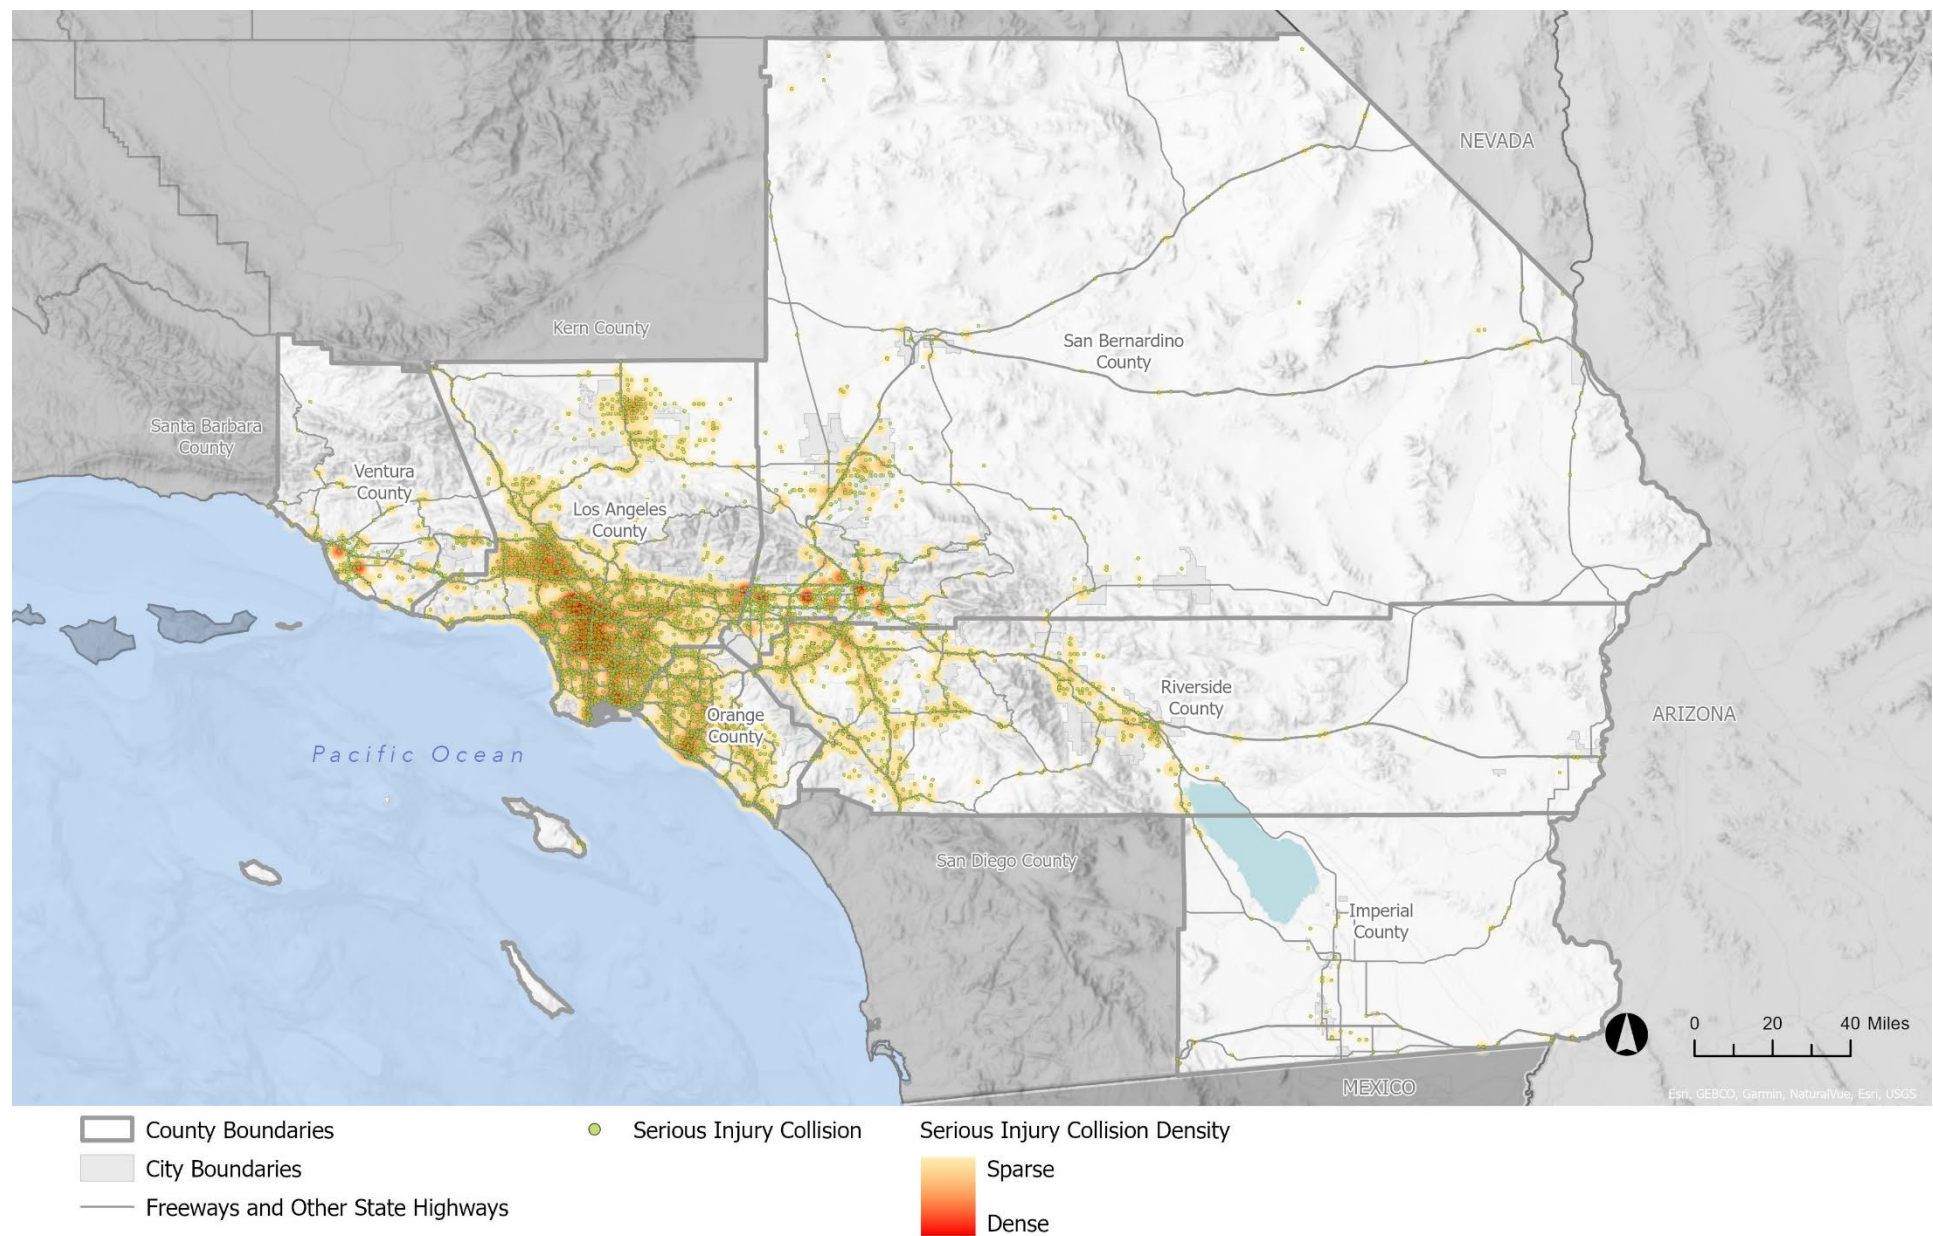 NEVADA
Kern County
San Bernardino
County
Santa Barbara
County
Ventura
County
Los Angeles
County
Riverside
County
ARIZONA
Orange
County
Pacific Ocean
San Diego County
Imperial
County
0 20 40 Miles
MEXICO
Esri, GEBCO, Garmin, NaturalVue, Esri, USGS
County Boundaries
City Boundaries
Freeways and Other State Highways
Serious Injury Collision
Serious Injury Collision Density
Sparse
Dense